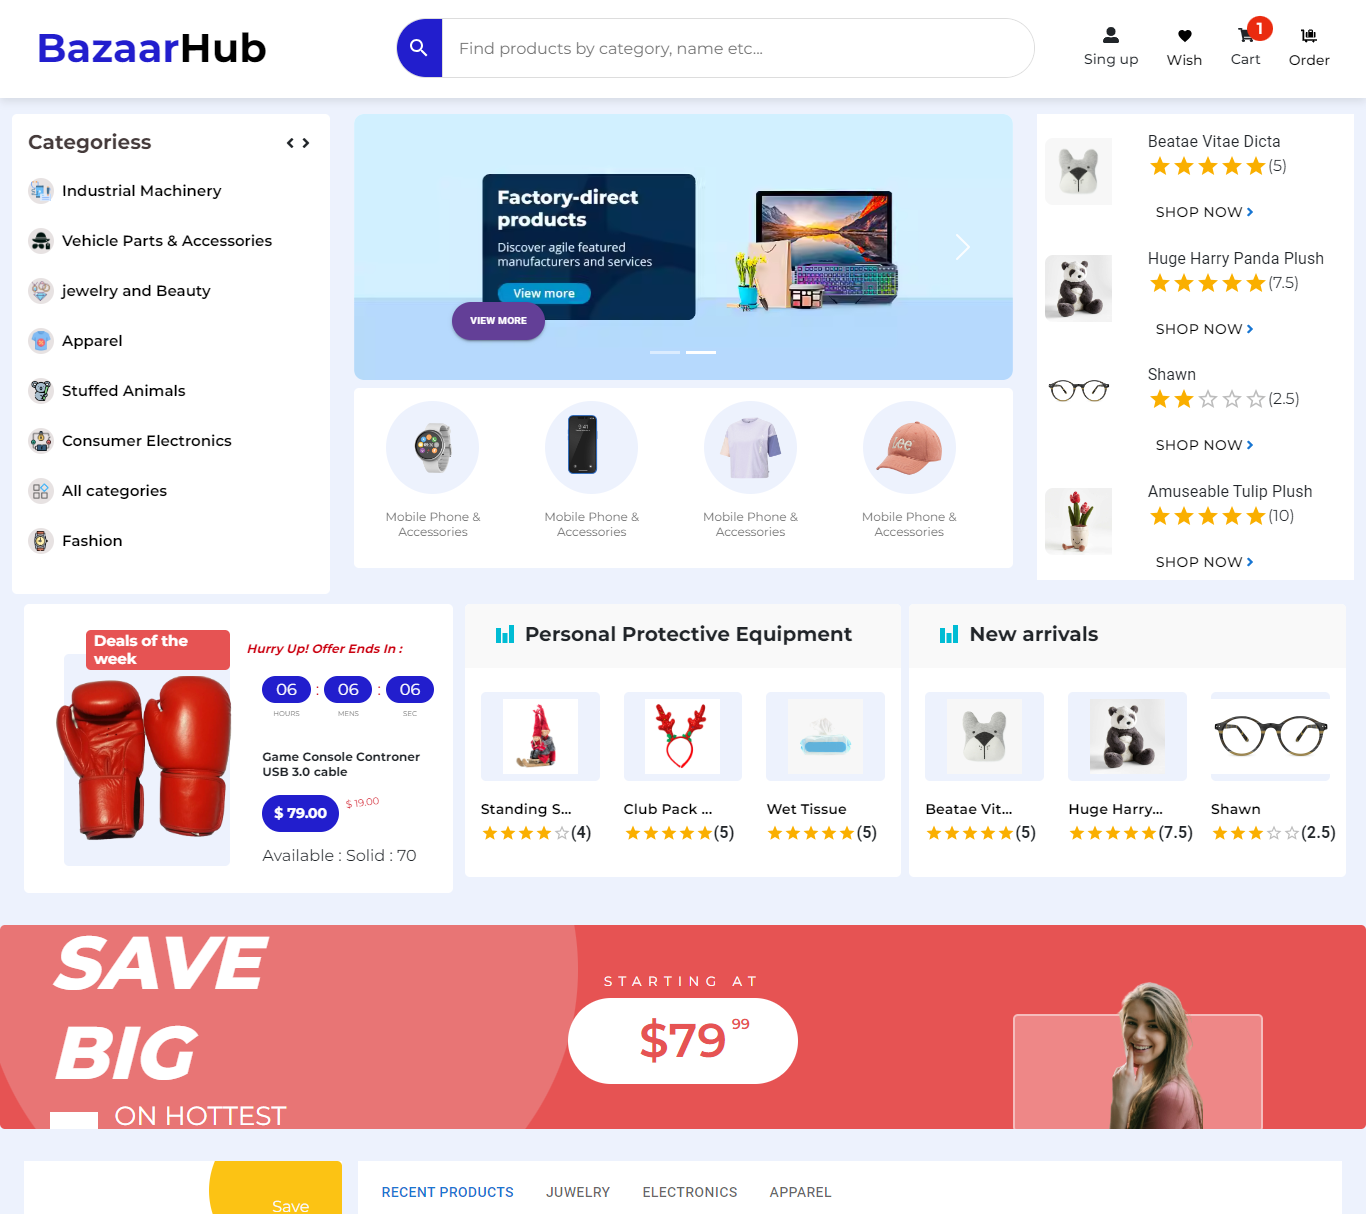 BazaarHub
Find products by category, name etc...
Sing up
Wish
1
Cart
Order
Categoriess
Industrial Machinery
Vehicle Parts & Accessories
jewelry and Beauty
Apparel
Stuffed Animals
Consumer Electronics
All categories
Fashion
Factory-direct
products
Discover agile featured
manufacturers and services
View more
VIEW MORE
2:41
Lee
Mobile Phone &
Accessories
Mobile Phone &
Accessories
Mobile Phone &
Accessories
Mobile Phone &
Accessories
Beatae Vitae Dicta
(5)
SHOP NOW
Huge Harry Panda Plush
(7.5)
SHOP NOW
Shawn
(2.5)
SHOP NOW
Amuseable Tulip Plush
(10)
SHOP NOW
Deals of the
week
Hurry Up! Offer Ends In :
06 : 06 : 06
HOURS MENS SEC
Game Console Controner
USB 3.0 cable
$ 79.00 $ 19.00
Available : Solid : 70
Personal Protective Equipment
Standing S...
(4)
Club Pack ...
(5)
Wet Tissue
(5)
New arrivals
Beatae Vit...
(5)
Huge Harry...
(7.5)
Shawn
(2.5)
SAVE
BIG
ON HOTTEST
STARTING AT
$79 99
Save
RECENT PRODUCTS JUWELRY ELECTRONICS APPAREL